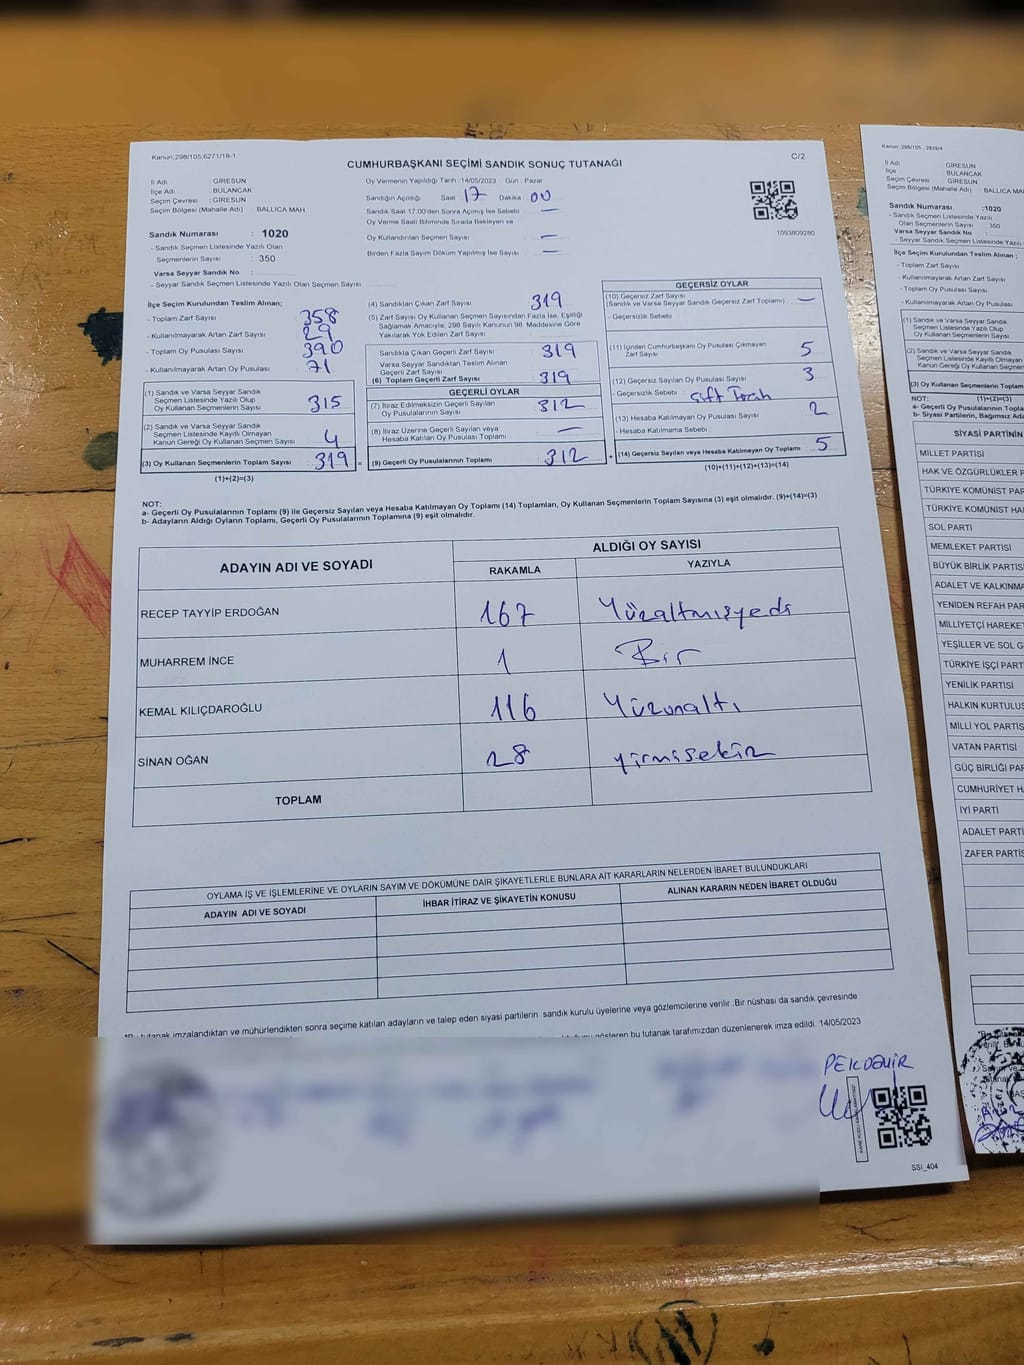 Kanun; 298/105,6271/18-1
CUMHURBAŞKANI SEÇİMİ SANDIK SONUÇ TUTANAĞI
C/2
İl Adı : GİRESUN
İlçe Adı : BULANCAK
Seçim Çevresi : GİRESUN
Seçim Bölgesi (Mahalle Adı) BALLICA MAH
Sandık Numarası : 1020
- Sandık Seçmen Listesinde Yazılı Olan
Seçmenlerin Sayısı : 350
Varsa Seyyar Sandık No :
- Seyyar Sandık Seçmen Listesinde Yazılı Olan Seçmen Sayısı
Oy Vermenin Yapıldığı Tarih : 14/05/2023 Gün : Pazar
Sandığın Açıldığı Saat 17 Dakika 00
Sandık Saat 17.00'den Sonra Açılmış İse Sebebi —
Oy Verme Saati Bitiminde Sırada Bekleyen ve
Oy Kullandırılan Seçmen Sayısı —
Birden Fazla Sayım Döküm Yapılmış İse Sayısı —
1093809280
İlçe Seçim Kurulundan Teslim Alınan;
- Toplam Zarf Sayısı 358
- Kullanılmayarak Artan Zarf Sayısı 29
- Toplam Oy Pusulası Sayısı 390
- Kullanılmayarak Artan Oy Pusulası 71
(1) Sandık ve Varsa Seyyar Sandık
Seçmen Listesinde Yazılı Olup
Oy Kullanan Seçmenlerin Sayısı 315
(2) Sandık ve Varsa Seyyar Sandık
Seçmen Listesinde Kayıtlı Olmayan
Kanun Gereği Oy Kullanan Seçmen Sayısı 4
(3) Oy Kullanan Seçmenlerin Toplam Sayısı 319 =
(1)+(2)=(3)
(4) Sandıktan Çıkan Zarf Sayısı 319
(5) Zarf Sayısı Oy Kullanan Seçmen Sayısından Fazla İse, Eşitliği
Sağlamak Amacıyla, 298 Sayılı Kanunun 98. Maddesine Göre
Yakılarak Yok Edilen Zarf Sayısı
Sandıkta Çıkan Geçerli Zarf Sayısı 319
Varsa Seyyar Sandıktan Teslim Alınan
Geçerli Zarf Sayısı
(6) Toplam Geçerli Zarf Sayısı 319
GEÇERLİ OYLAR
(7) İtiraz Edilmeksizin Geçerli Sayılan
Oy Pusulalarının Sayısı 312
(8) İtiraz Üzerine Geçerli Sayılan veya
Hesaba Katılan Oy Pusulası Toplamı —
(9) Geçerli Oy Pusulalarının Toplamı 312 +
GEÇERSİZ OYLAR
(10) Geçersiz Zarf Sayısı
(Sandık ve Varsa Seyyar Sandık Geçersiz Zarf Toplamı) —
- Geçersizlik Sebebi
(11) İçinden Cumhurbaşkanı Oy Pusulası Çıkmayan
Zarf Sayısı 5
(12) Geçersiz Sayılan Oy Pusulası Sayısı 3
- Geçersizlik Sebebi : çift
(13) Hesaba Katılmayan Oy Pusulası Sayısı 2
- Hesaba Katılmama Sebebi :
(14) Geçersiz Sayılan veya Hesaba Katılmayan Oy Toplamı 5
(10)+(11)+(12)+(13)=(14)
NOT:
a- Geçerli Oy Pusulalarının Toplamı (9) ile Geçersiz Sayılan veya Hesaba Katılmayan Oy Toplamı (14) Toplamları, Oy Kullanan Seçmenlerin Toplam Sayısına (3) eşit olmalıdır. (9)+(14)=(3)
b- Adayların Aldığı Oyların Toplamı, Geçerli Oy Pusulalarının Toplamına (9) eşit olmalıdır.
ADAYIN ADI VE SOYADI
ALDIĞI OY SAYISI
RAKAMLA YAZIYLA
RECEP TAYYİP ERDOĞAN 167 Yüzaltmışyedi
MUHARREM İNCE 1 Bir
KEMAL KILIÇDAROĞLU 116 Yüzonaltı
SİNAN OĞAN 28 yirmisekiz
TOPLAM
OYLAMA İŞ VE İŞLEMLERİNE VE OYLARIN SAYIM VE DÖKÜMÜNE DAİR ŞİKAYETLERLE BUNLARA AİT KARARLARIN NELERDEN İBARET BULUNDUKLARI
ADAYIN ADI VE SOYADI İHBAR İTİRAZ VE ŞİKAYETİN KONUSU ALINAN KARARIN NEDEN İBARET OLDUĞU
*Bu tutanak imzalandıktan ve mühürlendikten sonra seçime katılan adayların ve talep eden siyasi partilerin sandık kurulu üyelerine veya gözlemcilerine verilir. Bir nüshası da sandık çevresinde
gösteren bu tutanak tarafımızdan düzenlenerek imza edildi. 14/05/2023
PEKDEMİR
SSI_404
Kanun; 298/105 ; 2839/4
İl Adı : GİRESUN
İlçe : BULANCAK
Seçim Çevresi : GİRESUN
Seçim Bölgesi (Mahalle Adı) BALLICA MAH
Sandık Numarası :1020
- Sandık Seçmen Listesinde Yazılı
Olan Seçmenlerin Sayısı : 350
Varsa Seyyar Sandık No :
- Seyyar Sandık Seçmen Listesinde Yazılı
İlçe Seçim Kurulundan Teslim Alınan ;
- Toplam Zarf Sayısı
- Kullanılmayarak Artan Zarf Sayısı
- Toplam Oy Pusulası Sayısı
- Kullanılmayarak Artan Oy Pusulası
(1) Sandık ve Varsa Seyyar Sandık
Seçmen Listesinde Yazılı Olup
Oy Kullanan Seçmenlerin Sayısı
(2) Sandık ve Varsa Seyyar Sandık
Seçmen Listesinde Kayıtlı Olmayan
Kanun Gereği Oy Kullanan Seçmen
(3) Oy Kullanan Seçmenlerin Toplam
(1)+(2)=(3)
NOT:
a- Geçerli Oy Pusulalarının Toplamı
b- Siyasi Partilerin, Bağımsız
SİYASİ PARTİNİN
MİLLET PARTİSİ
HAK VE ÖZGÜRLÜKLER P
TÜRKİYE KOMÜNİST PAR
TÜRKİYE KOMÜNİST HA
SOL PARTİ
MEMLEKET PARTİSİ
BÜYÜK BİRLİK PARTİSİ
ADALET VE KALKINMA
YENİDEN REFAH PAR
MİLLİYETÇİ HAREKET
YEŞİLLER VE SOL G
TÜRKİYE İŞÇİ PART
YENİLİK PARTİSİ
HALKIN KURTULUŞ
MİLLİ YOL PARTİS
VATAN PARTİSİ
GÜÇ BİRLİĞİ PAR
CUMHURİYET H
İYİ PARTİ
ADALET PARTİ
ZAFER PARTİS